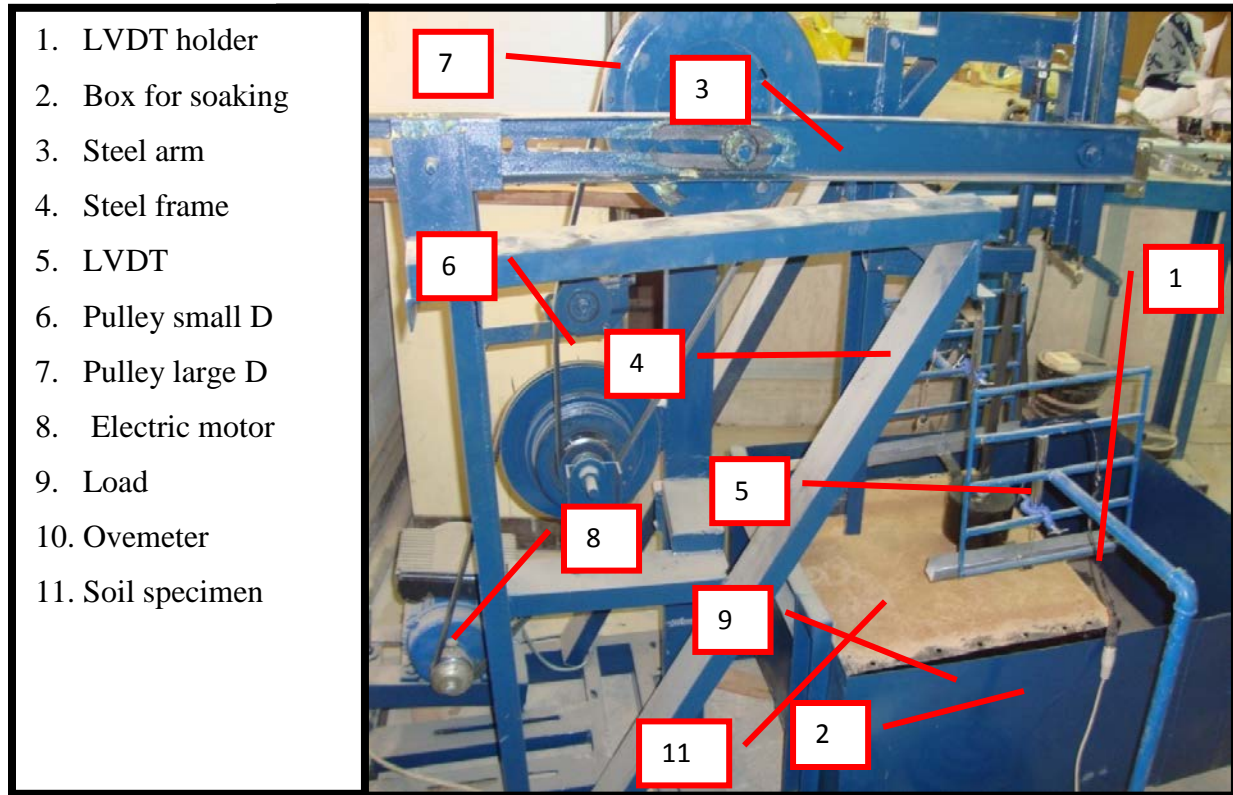 1. LVDT holder
2. Box for soaking
3. Steel arm
4. Steel frame
5. LVDT
6. Pulley small D
7. Pulley large D
8. Electric motor
9. Load
10. Ovemeter
11. Soil specimen
7
3
6
1
4
5
8
9
2
11